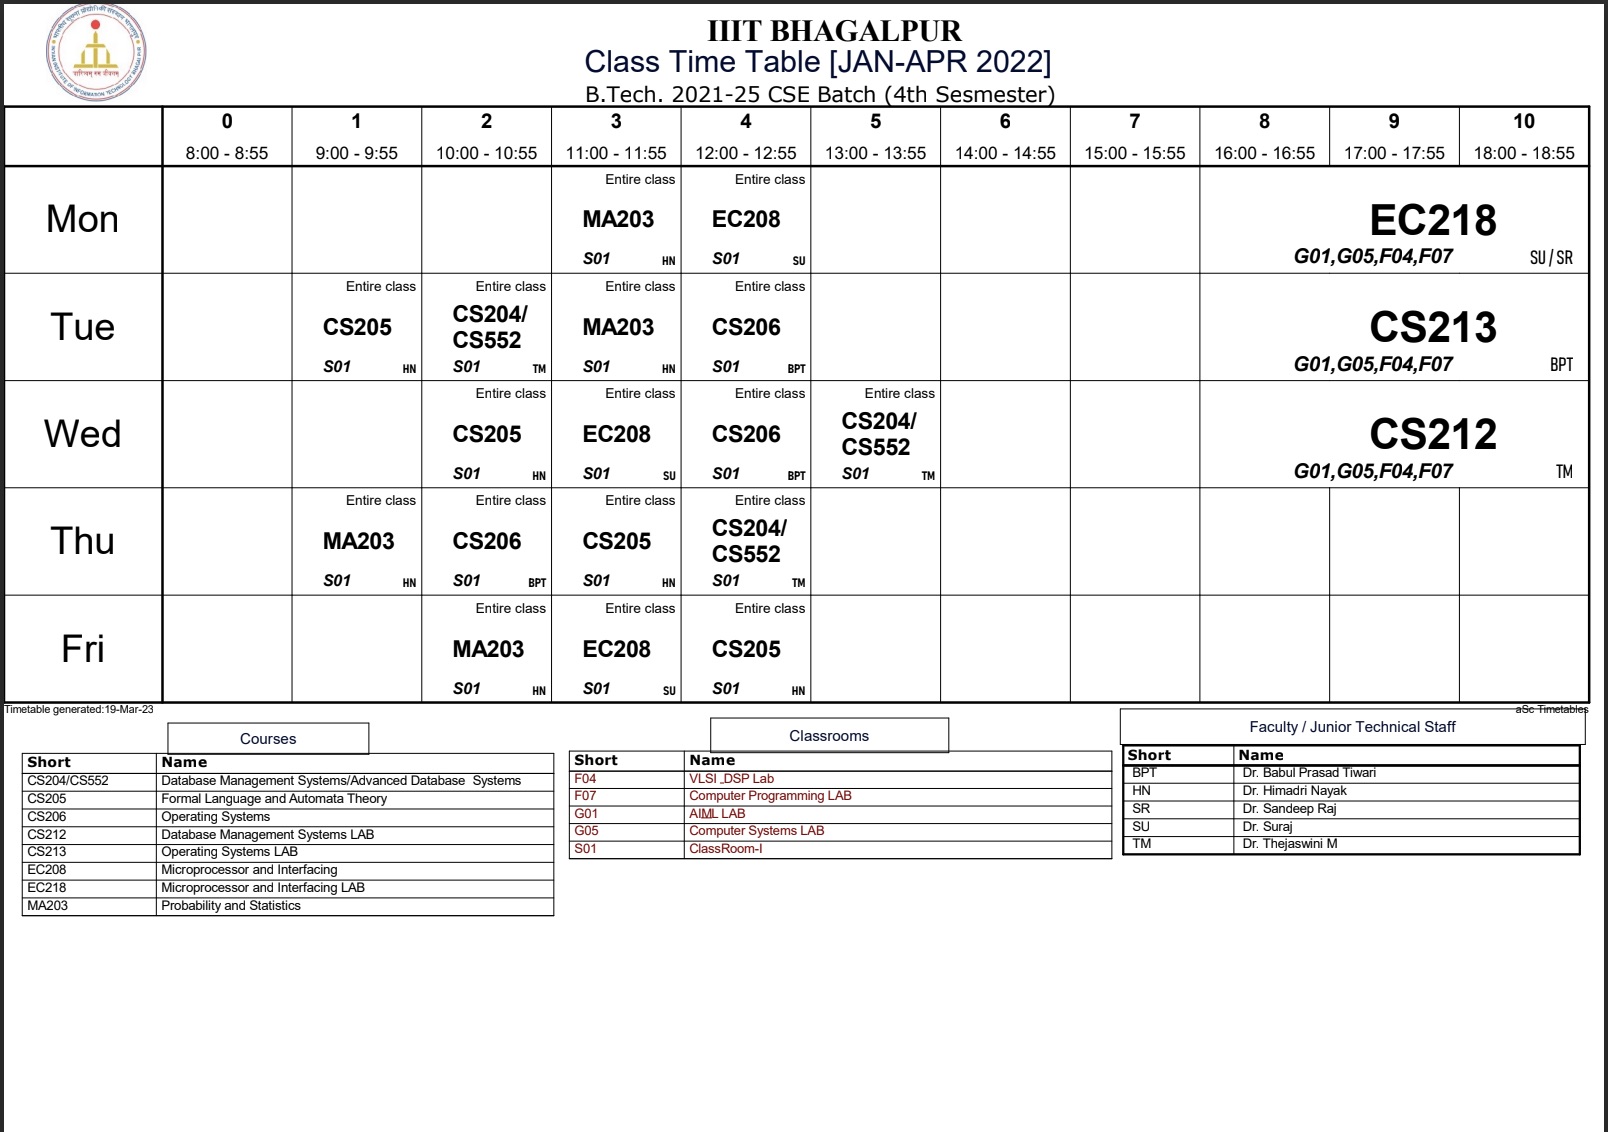 IIIT BHAGALPUR
Class Time Table [JAN-APR 2022]
B.Tech. 2021-25 CSE Batch (4th Sesmester)
0 1 2 3 4 5 6 7 8 9 10
8:00 - 8:55 9:00 - 9:55 10:00 - 10:55 11:00 - 11:55 12:00 - 12:55 13:00 - 13:55 14:00 - 14:55 15:00 - 15:55 16:00 - 16:55 17:00 - 17:55 18:00 - 18:55
Entire class Entire class
Mon MA203 EC208 EC218
S01 HN S01 SU G01,G05,F04,F07 SU / SR
Entire class Entire class Entire class Entire class
Tue CS205 CS204/ CS552 MA203 CS206 CS213
S01 HN S01 TM S01 HN S01 BPT G01,G05,F04,F07 BPT
Entire class Entire class Entire class Entire class
Wed CS205 EC208 CS206 CS204/ CS552 CS212
S01 HN S01 SU S01 BPT S01 TM G01,G05,F04,F07 TM
Entire class Entire class Entire class Entire class
Thu MA203 CS206 CS205 CS204/ CS552
S01 HN S01 BPT S01 HN S01 TM
Entire class Entire class Entire class
Fri MA203 EC208 CS205
S01 HN S01 SU S01 HN
Timetable generated:19-Mar-23 aSc Timetables
Courses
Short Name
CS204/CS552 Database Management Systems/Advanced Database Systems
CS205 Formal Language and Automata Theory
CS206 Operating Systems
CS212 Database Management Systems LAB
CS213 Operating Systems LAB
EC208 Microprocessor and Interfacing
EC218 Microprocessor and Interfacing LAB
MA203 Probability and Statistics
Classrooms
Short Name
F04 VLSI_DSP Lab
F07 Computer Programming LAB
G01 AIML LAB
G05 Computer Systems LAB
S01 ClassRoom-I
Faculty / Junior Technical Staff
Short Name
BPT Dr. Babul Prasad Tiwari
HN Dr. Himadri Nayak
SR Dr. Sandeep Raj
SU Dr. Suraj
TM Dr. Thejaswini M